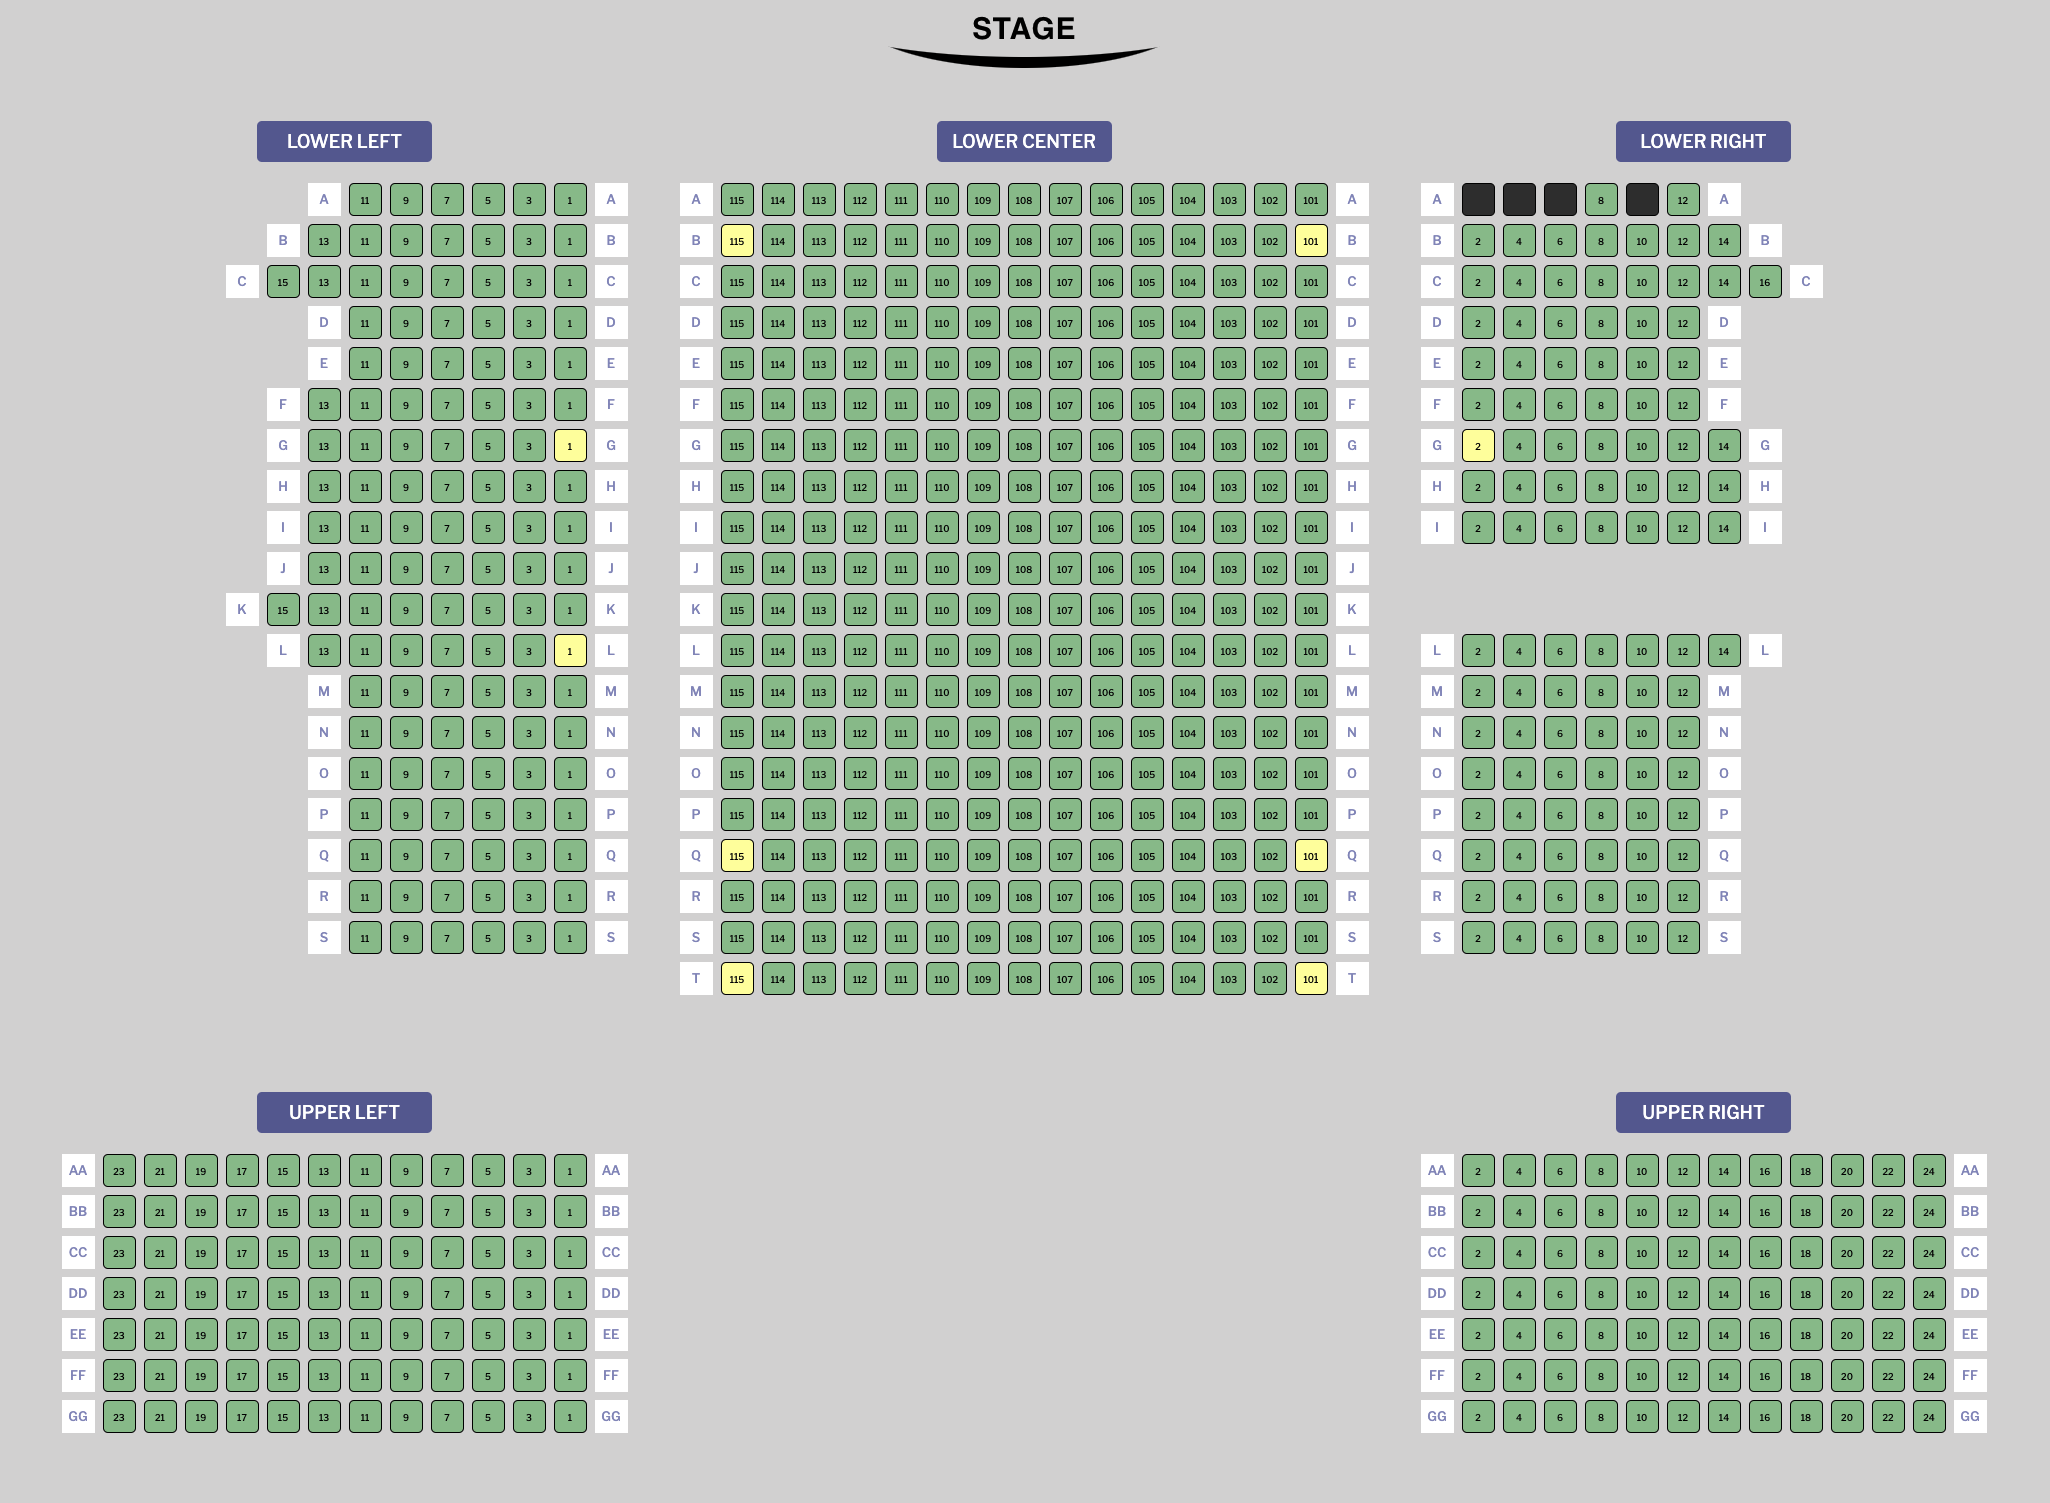 STAGE
LOWER LEFT LOWER CENTER LOWER RIGHT
A 11 9 7 5 3 1 A A 115 114 113 112 111 110 109 108 107 106 105 104 103 102 101 A A 8 12 A
B 13 11 9 7 5 3 1 B B 115 114 113 112 111 110 109 108 107 106 105 104 103 102 101 B B 2 4 6 8 10 12 14 B
C 15 13 11 9 7 5 3 1 C C 115 114 113 112 111 110 109 108 107 106 105 104 103 102 101 C C 2 4 6 8 10 12 14 16 C
D 11 9 7 5 3 1 D D 115 114 113 112 111 110 109 108 107 106 105 104 103 102 101 D D 2 4 6 8 10 12 D
E 11 9 7 5 3 1 E E 115 114 113 112 111 110 109 108 107 106 105 104 103 102 101 E E 2 4 6 8 10 12 E
F 13 11 9 7 5 3 1 F F 115 114 113 112 111 110 109 108 107 106 105 104 103 102 101 F F 2 4 6 8 10 12 F
G 13 11 9 7 5 3 1 G G 115 114 113 112 111 110 109 108 107 106 105 104 103 102 101 G G 2 4 6 8 10 12 14 G
H 13 11 9 7 5 3 1 H H 115 114 113 112 111 110 109 108 107 106 105 104 103 102 101 H H 2 4 6 8 10 12 14 H
I 13 11 9 7 5 3 1 I I 115 114 113 112 111 110 109 108 107 106 105 104 103 102 101 I I 2 4 6 8 10 12 14 I
J 13 11 9 7 5 3 1 J J 115 114 113 112 111 110 109 108 107 106 105 104 103 102 101 J
K 15 13 11 9 7 5 3 1 K K 115 114 113 112 111 110 109 108 107 106 105 104 103 102 101 K
L 13 11 9 7 5 3 1 L L 115 114 113 112 111 110 109 108 107 106 105 104 103 102 101 L L 2 4 6 8 10 12 14 L
M 11 9 7 5 3 1 M M 115 114 113 112 111 110 109 108 107 106 105 104 103 102 101 M M 2 4 6 8 10 12 M
N 11 9 7 5 3 1 N N 115 114 113 112 111 110 109 108 107 106 105 104 103 102 101 N N 2 4 6 8 10 12 N
O 11 9 7 5 3 1 O O 115 114 113 112 111 110 109 108 107 106 105 104 103 102 101 O O 2 4 6 8 10 12 O
P 11 9 7 5 3 1 P P 115 114 113 112 111 110 109 108 107 106 105 104 103 102 101 P P 2 4 6 8 10 12 P
Q 11 9 7 5 3 1 Q Q 115 114 113 112 111 110 109 108 107 106 105 104 103 102 101 Q Q 2 4 6 8 10 12 Q
R 11 9 7 5 3 1 R R 115 114 113 112 111 110 109 108 107 106 105 104 103 102 101 R R 2 4 6 8 10 12 R
S 11 9 7 5 3 1 S S 115 114 113 112 111 110 109 108 107 106 105 104 103 102 101 S S 2 4 6 8 10 12 S
T 115 114 113 112 111 110 109 108 107 106 105 104 103 102 101 T
UPPER LEFT UPPER RIGHT
AA 23 21 19 17 15 13 11 9 7 5 3 1 AA AA 2 4 6 8 10 12 14 16 18 20 22 24 AA
BB 23 21 19 17 15 13 11 9 7 5 3 1 BB BB 2 4 6 8 10 12 14 16 18 20 22 24 BB
CC 23 21 19 17 15 13 11 9 7 5 3 1 CC CC 2 4 6 8 10 12 14 16 18 20 22 24 CC
DD 23 21 19 17 15 13 11 9 7 5 3 1 DD DD 2 4 6 8 10 12 14 16 18 20 22 24 DD
EE 23 21 19 17 15 13 11 9 7 5 3 1 EE EE 2 4 6 8 10 12 14 16 18 20 22 24 EE
FF 23 21 19 17 15 13 11 9 7 5 3 1 FF FF 2 4 6 8 10 12 14 16 18 20 22 24 FF
GG 23 21 19 17 15 13 11 9 7 5 3 1 GG GG 2 4 6 8 10 12 14 16 18 20 22 24 GG